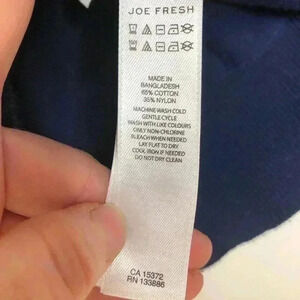 JOE FRESH
MADE IN
BANGLADESH
65% COTTON
35% NYLON
MACHINE WASH COLD
GENTLE CYCLE
WASH WITH LIKE COLOURS
ONLY NON-CHLORINE
BLEACH WHEN NEEDED
LAY FLAT TO DRY
COOL IRON IF NEEDED
DO NOT DRY CLEAN
CA 15372
RN 133886